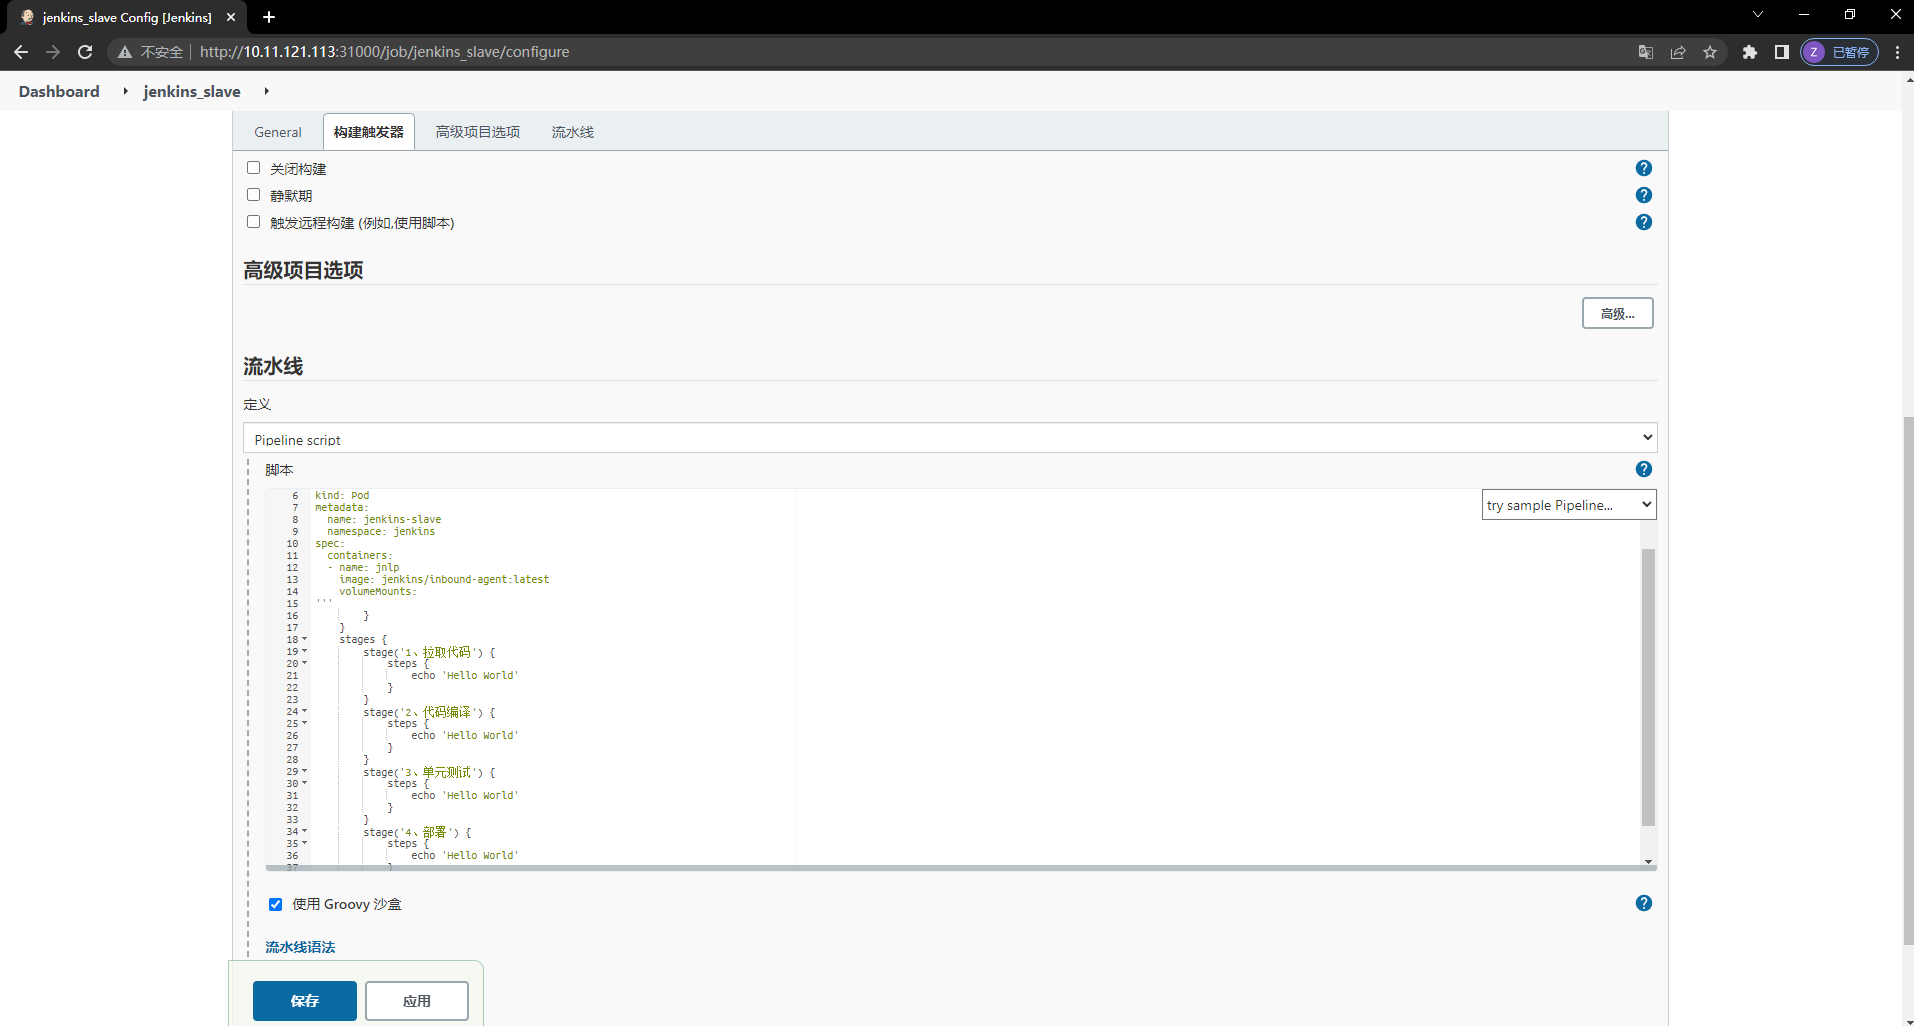 jenkins_slave Config [Jenkins]
不安全 http://10.11.121.113:31000/job/jenkins_slave/configure
Z 已暂停
Dashboard jenkins_slave
General 构建触发器 高级项目选项 流水线
关闭构建 ?
静默期 ?
触发远程构建 (例如,使用脚本) ?
高级项目选项
高级...
流水线
定义
Pipeline script
脚本 ?
try sample Pipeline...
6 kind: Pod
7 metadata:
8   name: jenkins-slave
9   namespace: jenkins
10 spec:
11   containers:
12   - name: jnlp
13     image: jenkins/inbound-agent:latest
14     volumeMounts:
15 '''
16         }
17     }
18     stages {
19         stage('1、拉取代码') {
20             steps {
21                 echo 'Hello World'
22             }
23         }
24         stage('2、代码编译') {
25             steps {
26                 echo 'Hello World'
27             }
28         }
29         stage('3、单元测试') {
30             steps {
31                 echo 'Hello World'
32             }
33         }
34         stage('4、部署') {
35             steps {
36                 echo 'Hello World'
37             }
使用 Groovy 沙盒 ?
流水线语法
保存 应用